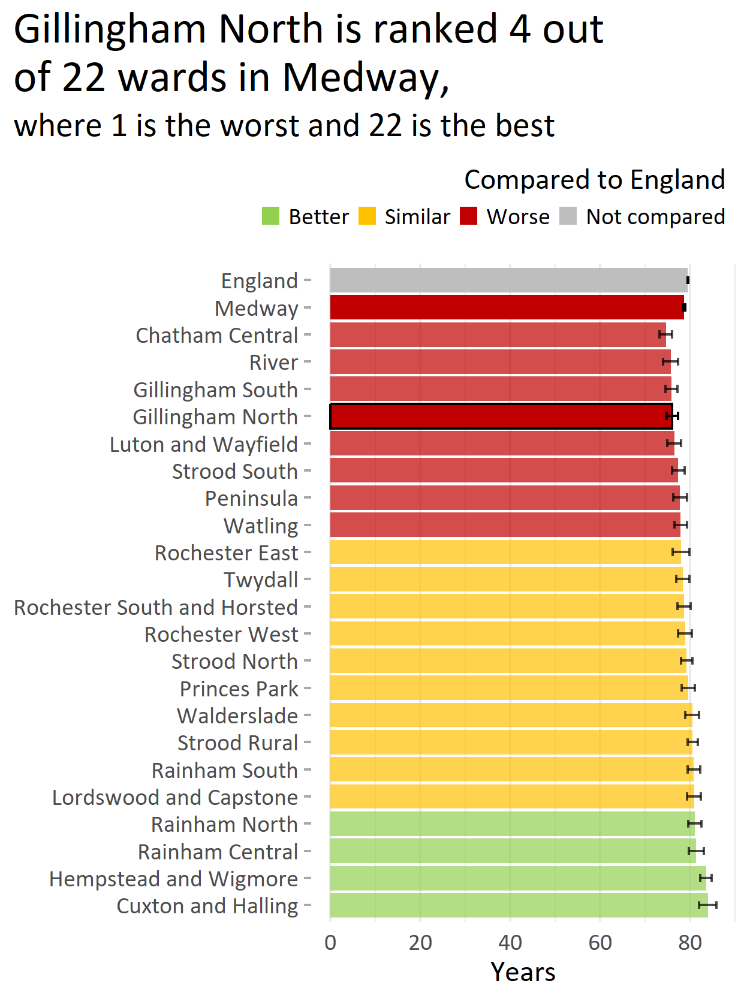 Gillingham North is ranked 4 out
of 22 wards in Medway,
where 1 is the worst and 22 is the best
Compared to England
Better Similar Worse Not compared
England
Medway
Chatham Central
River
Gillingham South
Gillingham North
Luton and Wayfield
Strood South
Peninsula
Watling
Rochester East
Twydall
Rochester South and Horsted
Rochester West
Strood North
Princes Park
Walderslade
Strood Rural
Rainham South
Lordswood and Capstone
Rainham North
Rainham Central
Hempstead and Wigmore
Cuxton and Halling
0 20 40 60 80
Years